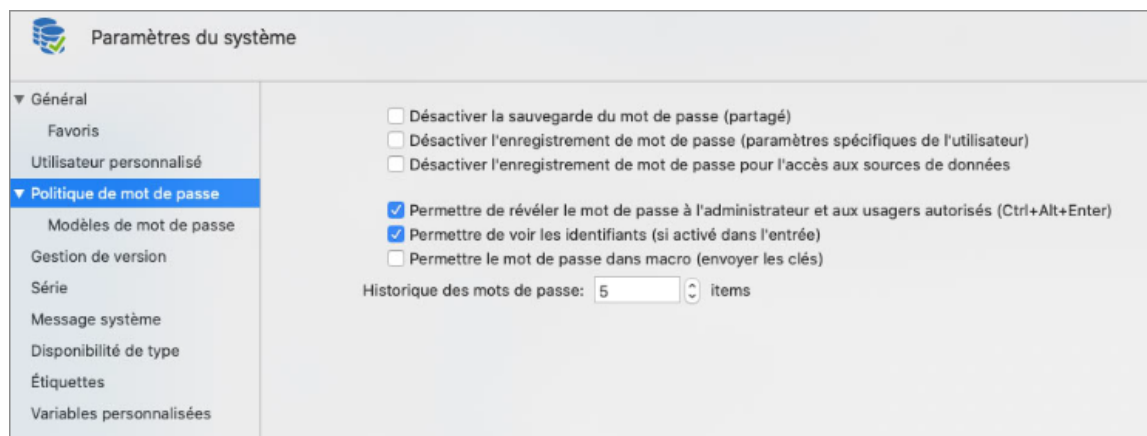 Paramètres du système
Général
Favoris
Utilisateur personnalisé
Politique de mot de passe
Modèles de mot de passe
Gestion de version
Série
Message système
Disponibilité de type
Étiquettes
Variables personnalisées
Désactiver la sauvegarde du mot de passe (partagé)
Désactiver l'enregistrement de mot de passe (paramètres spécifiques de l'utilisateur)
Désactiver l'enregistrement de mot de passe pour l'accès aux sources de données
Permettre de révéler le mot de passe à l'administrateur et aux usagers autorisés (Ctrl+Alt+Enter)
Permettre de voir les identifiants (si activé dans l'entrée)
Permettre le mot de passe dans macro (envoyer les clés)
Historique des mots de passe: 5 items